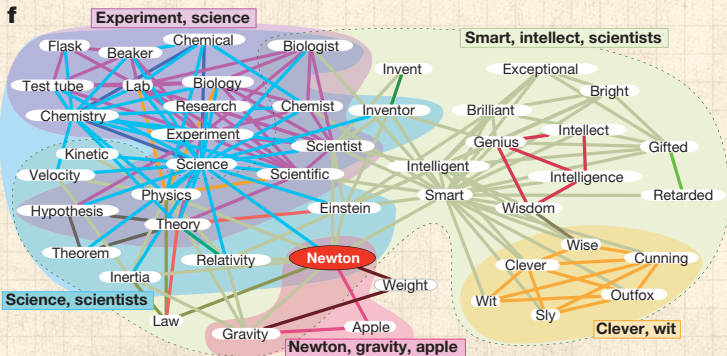 f
Experiment, science
Smart, intellect, scientists
Flask
Beaker
Chemical
Biologist
Invent
Exceptional
Bright
Test tube
Lab
Biology
Research
Chemist
Inventor
Brilliant
Chemistry
Experiment
Genius
Intellect
Kinetic
Science
Scientist
Gifted
Velocity
Scientific
Intelligent
Intelligence
Physics
Smart
Retarded
Hypothesis
Theory
Einstein
Wisdom
Theorem
Relativity
Newton
Wise
Inertia
Weight
Clever
Cunning
Science, scientists
Wit
Outfox
Law
Sly
Gravity
Apple
Clever, wit
Newton, gravity, apple